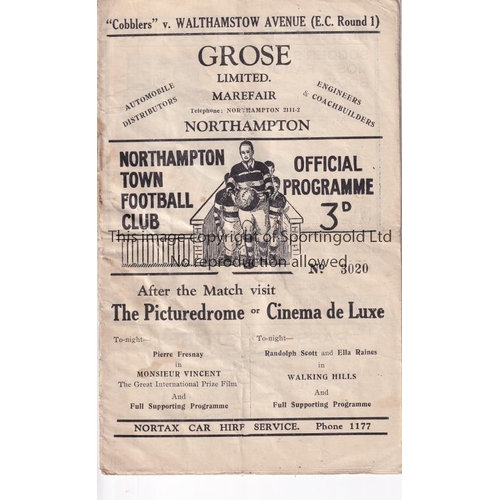 "Cobblers" v. WALTHAMSTOW AVENUE (E.C. Round 1)
GROSE
LIMITED.
MAREFAIR
AUTOMOBILE
DISTRIBUTORS
ENGINEERS
& COACHBUILDERS
Telephone: NORTHAMPTON 2111-2
NORTHAMPTON
NORTHAMPTON
TOWN
FOOTBALL
CLUB
OFFICIAL
PROGRAMME
3D
This image is copyright of Sportingold Ltd
No reproduction allowed
No 3020
After the Match visit
The Picturedrome or Cinema de Luxe
To-night—
Pierre Fresnay
in
MONSIEUR VINCENT
The Great International Prize Film
And
Full Supporting Programme
To-night—
Randolph Scott and Ella Raines
in
WALKING HILLS
And
Full Supporting Programme
NORTAX CAR HIRE SERVICE. Phone 1177